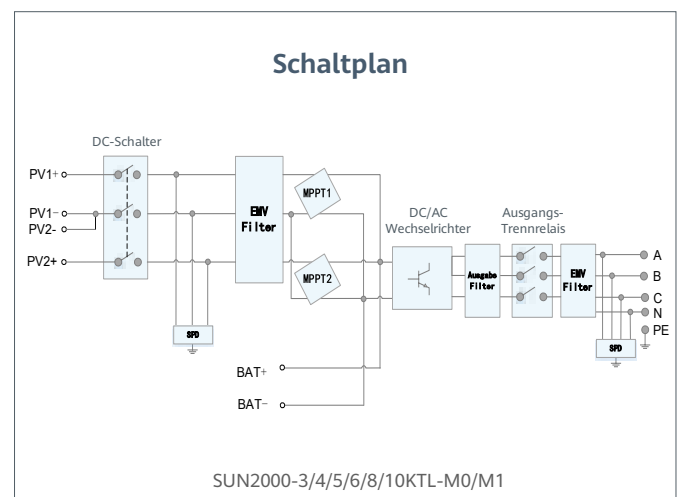 Schaltplan
DC-Schalter
PV1+
PV1-
PV2-
PV2+
EMV
Filter
MPPT1
MPPT2
SPD
BAT+
BAT-
DC/AC
Wechselrichter
Ausgabe
Filter
Ausgangs-
Trennrelais
EMV
Filter
A
B
C
N
PE
SPD
SUN2000-3/4/5/6/8/10KTL-M0/M1